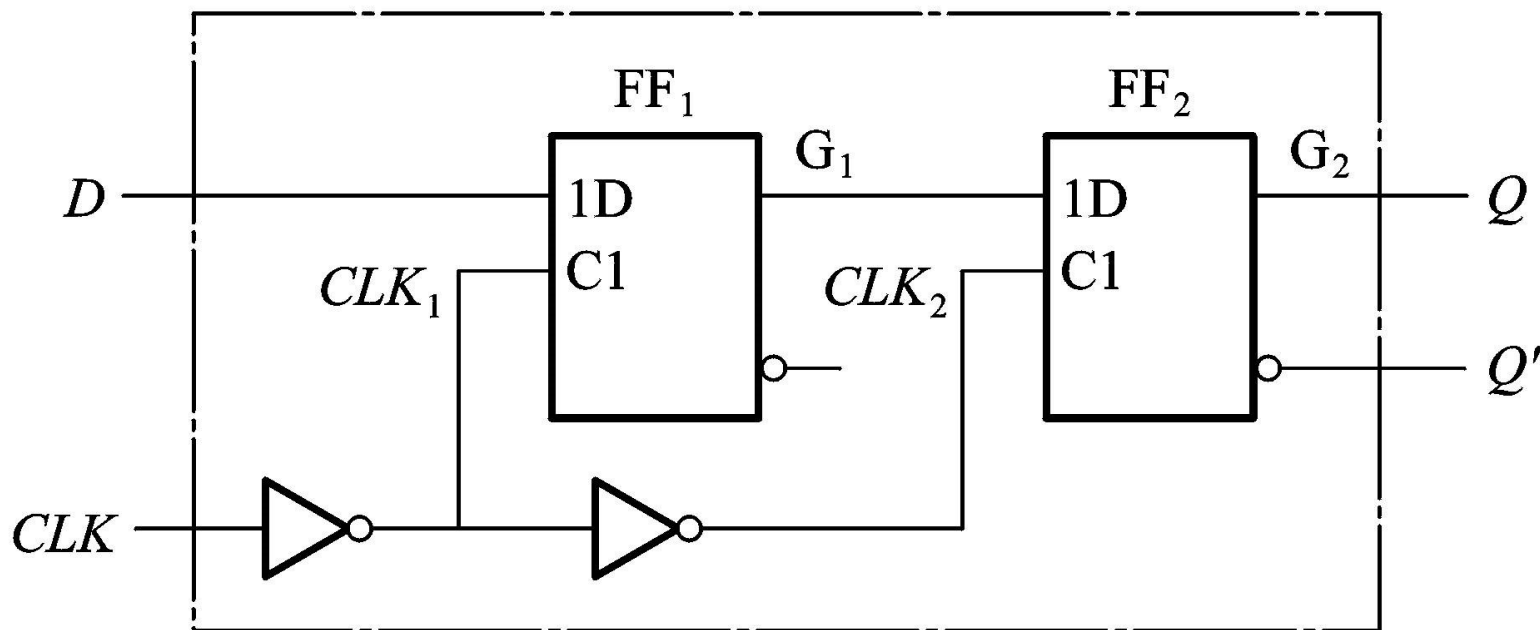 FF₁ FF₂
G₁ G₂
D 1D 1D Q
CLK₁ C1 CLK₂ C1
Q'
CLK